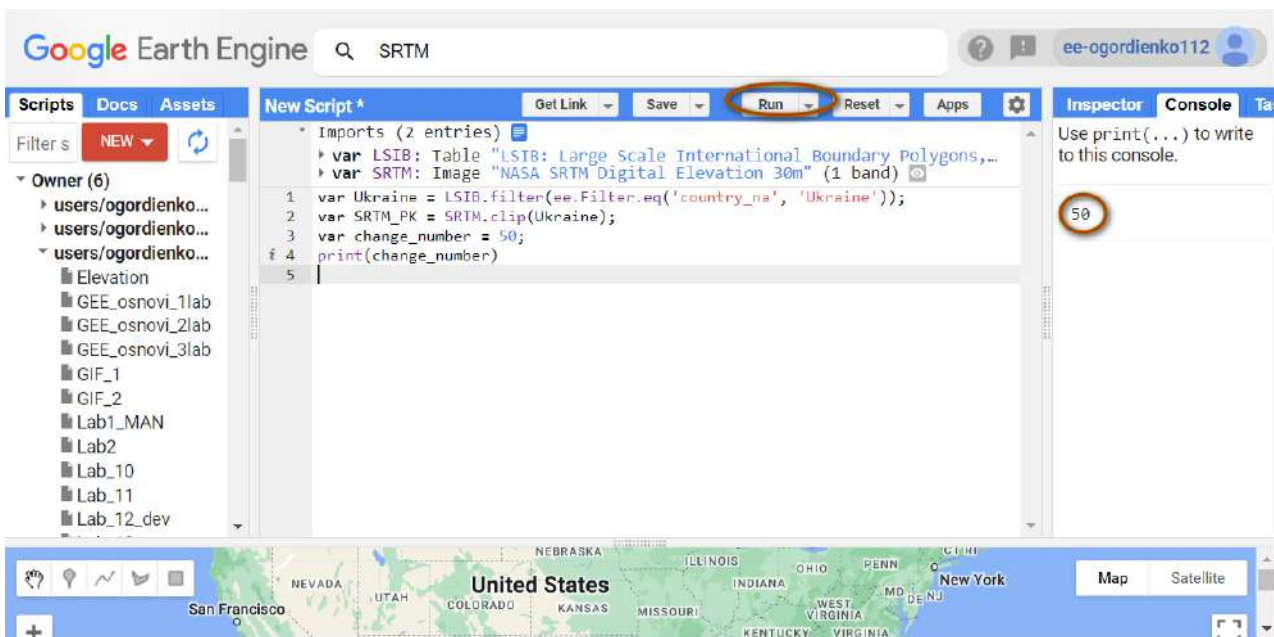 Google Earth Engine
SRTM
ee-ogordienko112
Scripts Docs Assets
Filter s
NEW
Owner (6)
users/ogordienko...
users/ogordienko...
users/ogordienko...
Elevation
GEE_osnovi_1lab
GEE_osnovi_2lab
GEE_osnovi_3lab
GIF_1
GIF_2
Lab1_MAN
Lab2
Lab_10
Lab_11
Lab_12_dev
New Script *
Get Link Save Run Reset Apps
Imports (2 entries)
var LSIB: Table "LSIB: Large Scale International Boundary Polygons,…
var SRTM: Image "NASA SRTM Digital Elevation 30m" (1 band)
1 var Ukraine = LSIB.filter(ee.Filter.eq('country_na', 'Ukraine'));
2 var SRTM_PK = SRTM.clip(Ukraine);
3 var change_number = 50;
i 4 print(change_number)
5
Inspector Console Ta
Use print(...) to write
to this console.
50
NEBRASKA
ILLINOIS
OHIO
PENN
NEVADA
United States
INDIANA
New York
UTAH
COLORADO
KANSAS
MISSOURI
MD
DE
NJ
San Francisco
WEST
VIRGINIA
KENTUCKY
VIRGINIA
Map Satellite